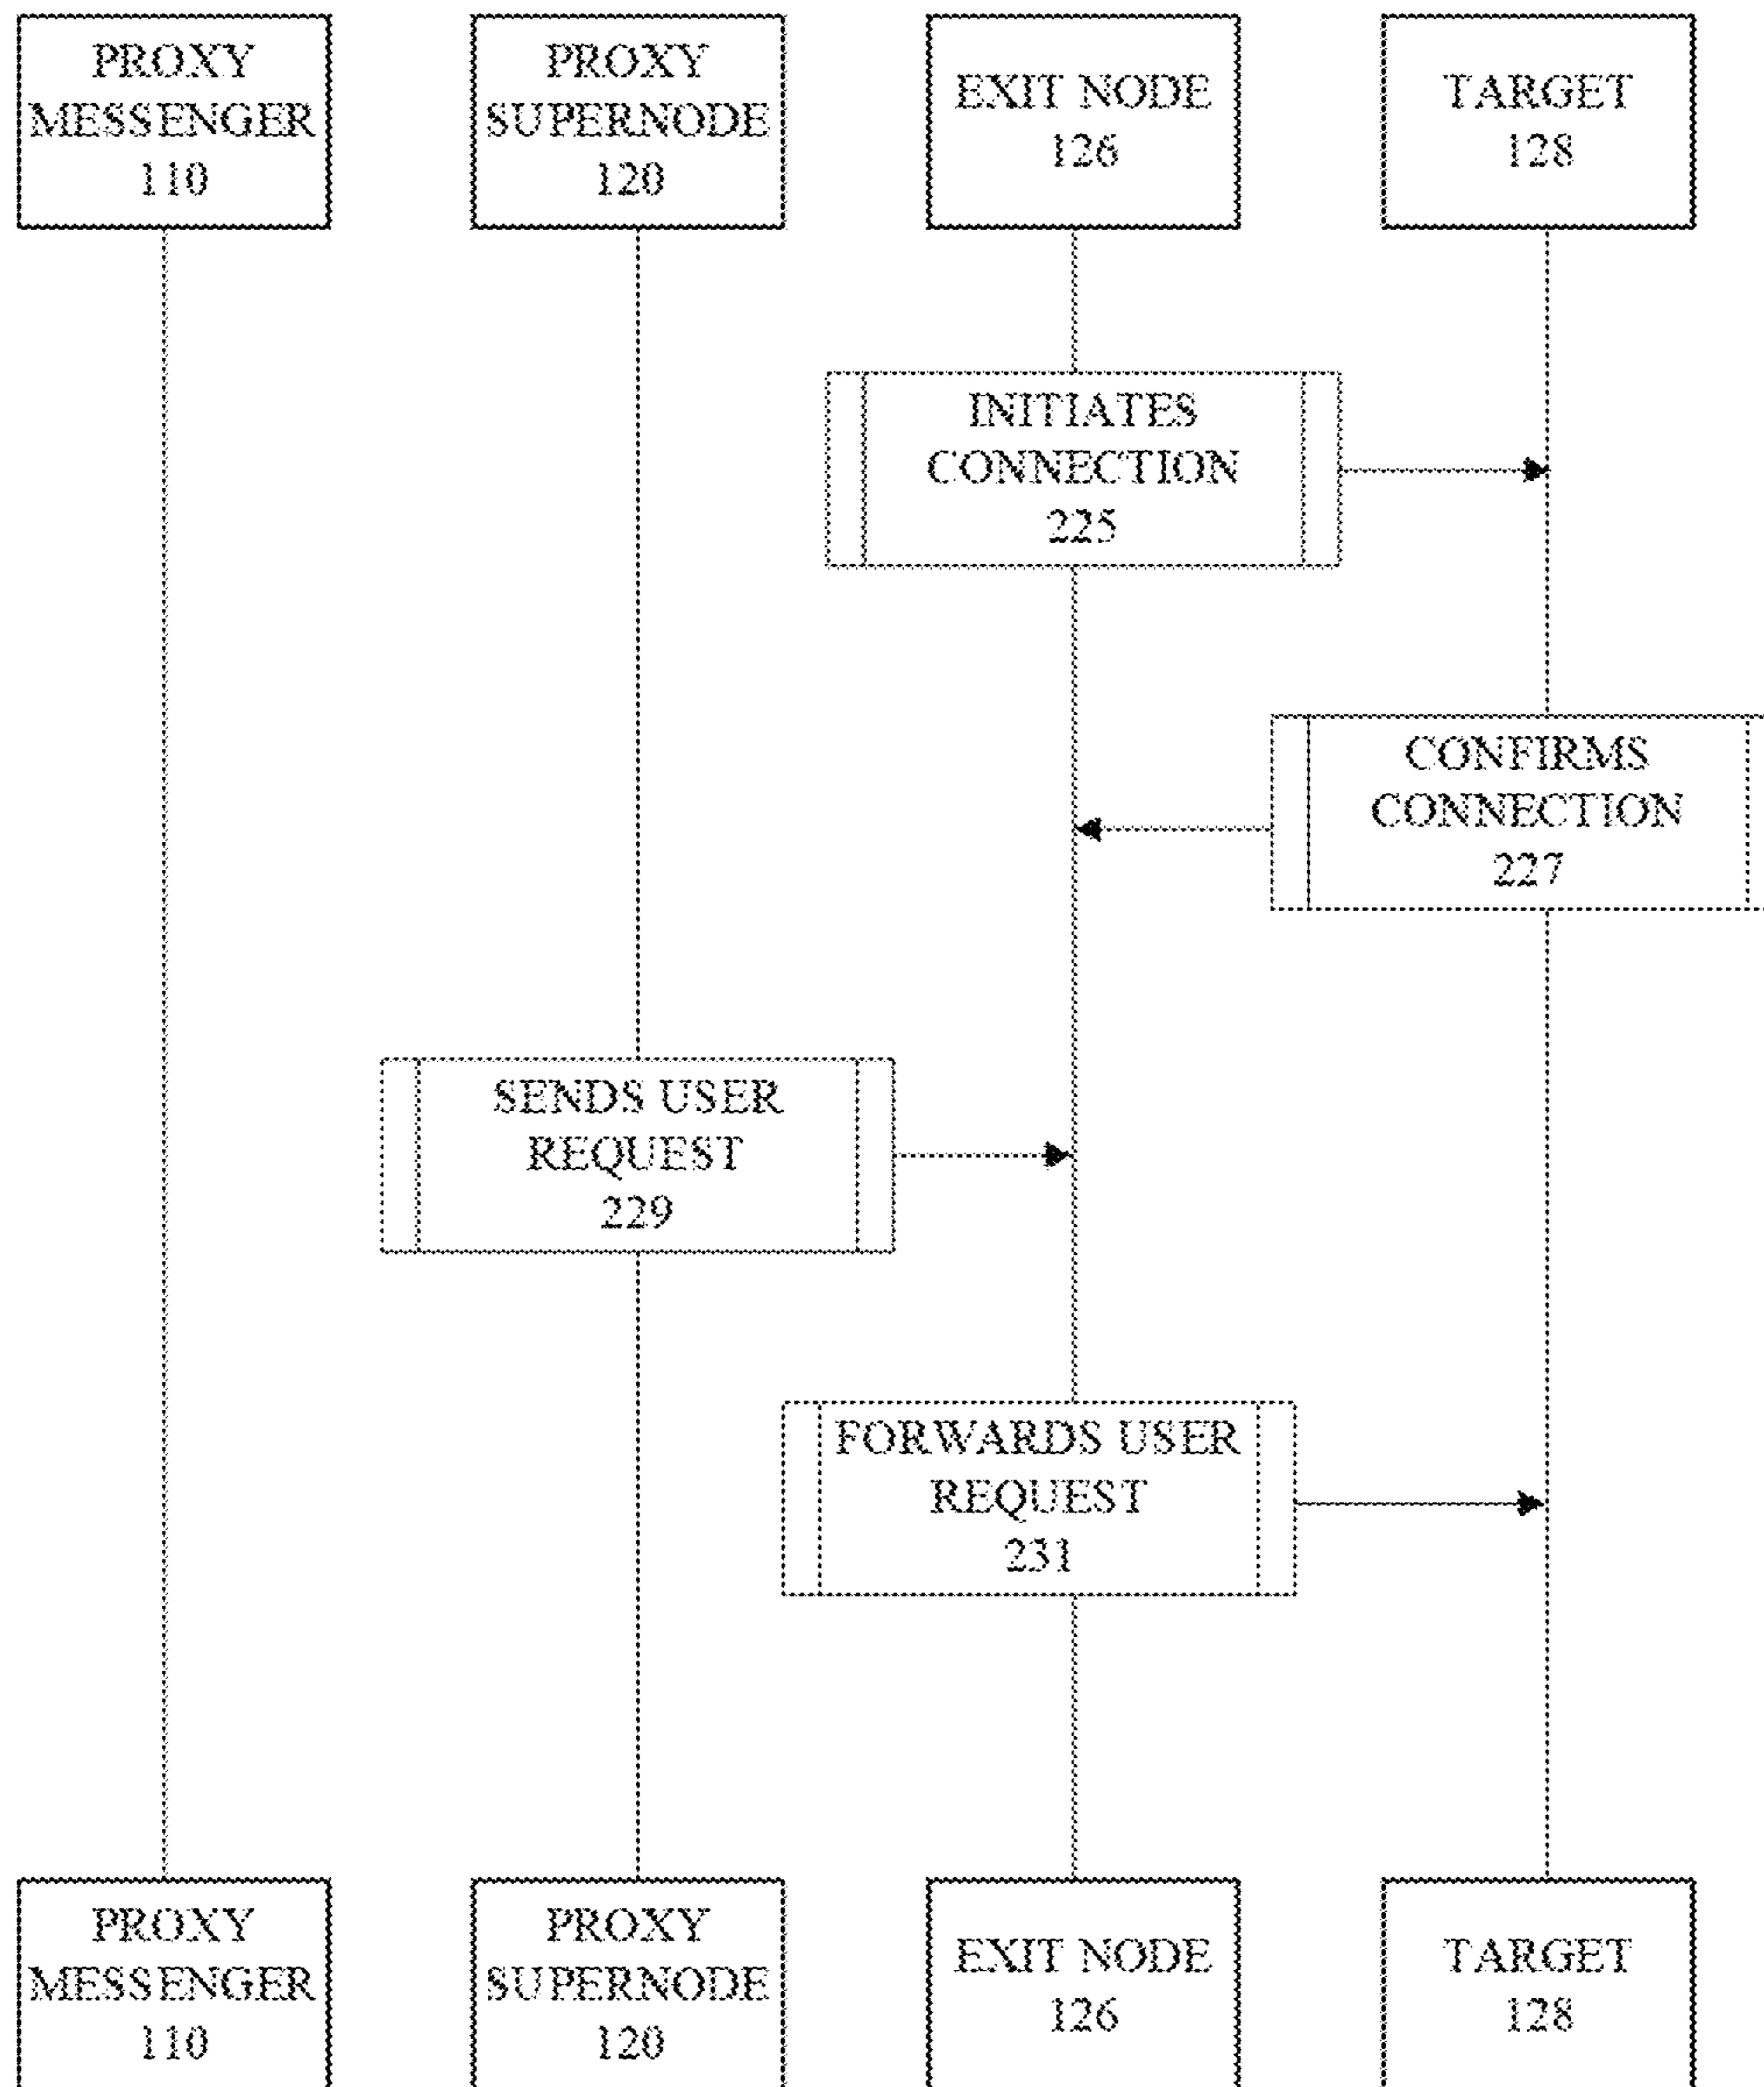 PROXY
MESSENGER
110
PROXY
SUPERNODE
120
EXIT NODE
126
TARGET
128
INITIATES
CONNECTION
225
CONFIRMS
CONNECTION
227
SENDS USER
REQUEST
229
FORWARDS USER
REQUEST
231
PROXY
MESSENGER
110
PROXY
SUPERNODE
120
EXIT NODE
126
TARGET
128